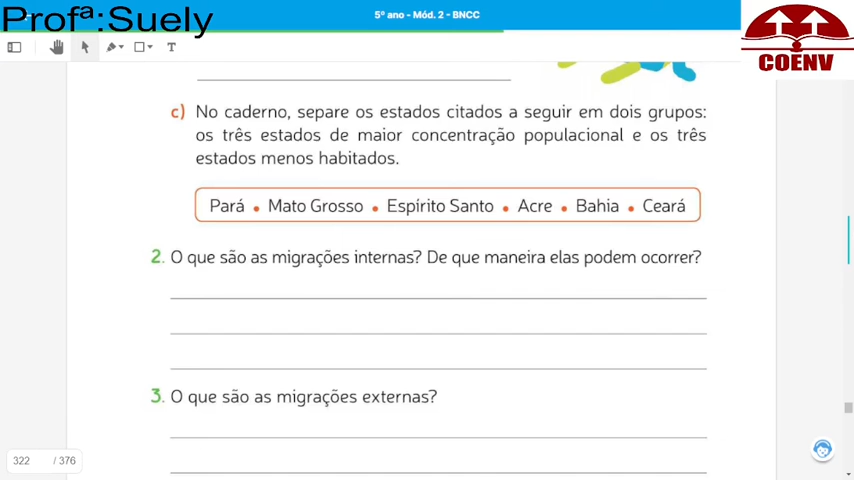 Profª:Suely
5º ano - Mód. 2 - BNCC
COENV
T
c) No caderno, separe os estados citados a seguir em dois grupos:
os três estados de maior concentração populacional e os três
estados menos habitados.
Pará • Mato Grosso • Espírito Santo • Acre • Bahia • Ceará
2. O que são as migrações internas? De que maneira elas podem ocorrer?
3. O que são as migrações externas?
322 / 376